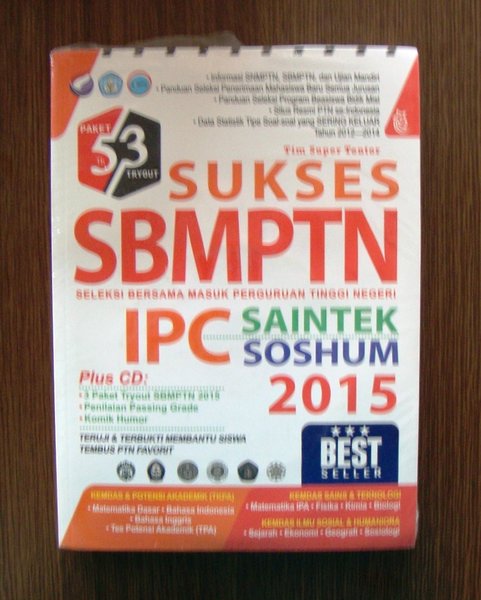 • Informasi SNMPTN, SBMPTN, dan Ujian Mandiri
• Panduan Seleksi Penerimaan Mahasiswa Baru Semua Jurusan
• Panduan Seleksi Program Beasiswa Bidik Misi
• Situs Resmi PTN se-Indonesia
• Data Statistik Tipe Soal-soal yang SERING KELUAR
Tahun 2012—2014
PAKET
5 Th
3
TRYOUT
Tim Super Tentor
SUKSES
SBMPTN
SELEKSI BERSAMA MASUK PERGURUAN TINGGI NEGERI
IPC SAINTEK
SOSHUM
2015
Plus CD:
• 3 Paket Tryout SBMPTN 2015
• Penilaian Passing Grade
• Komik Humor
TERUJI & TERBUKTI MEMBANTU SISWA
TEMBUS PTN FAVORIT
BEST
SELLER
KEMDAS & POTENSI AKADEMIK (TKPA)
• Matematika Dasar • Bahasa Indonesia
• Bahasa Inggris
• Tes Potensi Akademik (TPA)
KEMDAS SAINS & TEKNOLOGI
• Matematika IPA • Fisika • Kimia • Biologi
KEMDAS ILMU SOSIAL & HUMANIORA
• Sejarah • Ekonomi • Geografi • Sosiologi